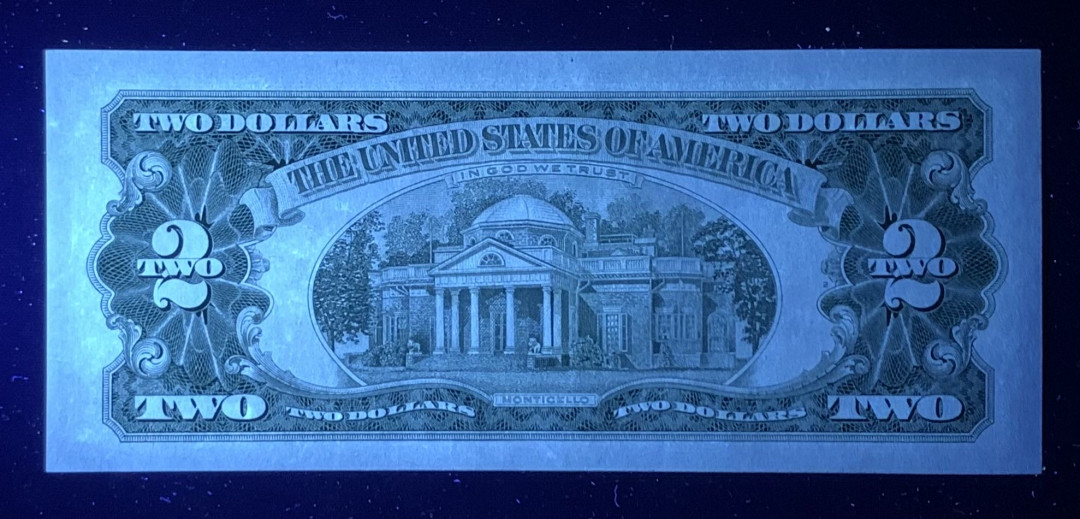 TWO DOLLARS
TWO DOLLARS
THE UNITED STATES OF AMERICA
IN GOD WE TRUST
2
TWO
2
TWO
MONTICELLO
TWO
TWO DOLLARS
TWO DOLLARS
TWO